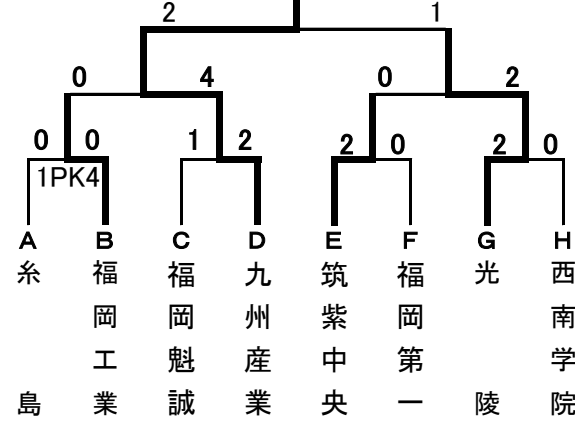 2 1
0 4 0 2
0 0 1 2 2 0 2 0
1PK4
A B C D E F G H
糸島
福岡工業
福岡魁誠
九州産業
筑紫中央
福岡第一
光陵
西南学院